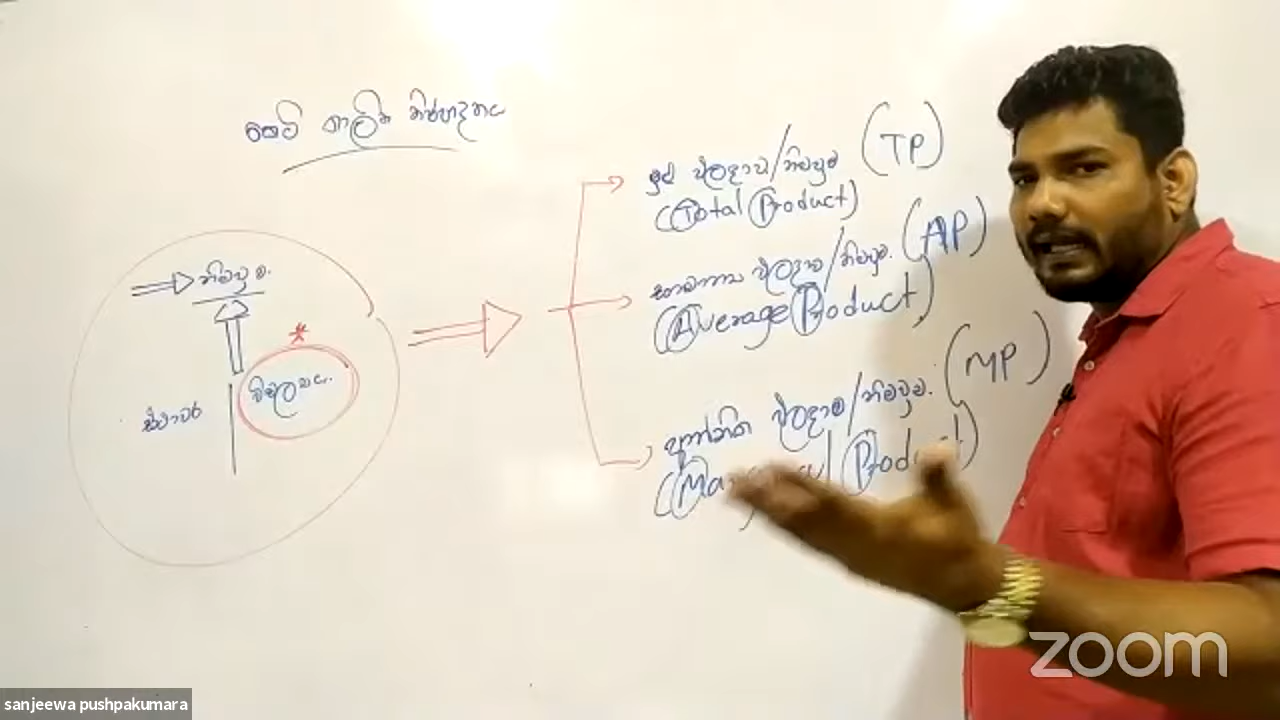 කෙටි කාලීන නිෂ්පාදනය
නිමවුම.
ස්ථාවර
විචල්‍ය
මුළු ඵලදාව/නිමවුම (TP)
(Total Product)
සාමාන්‍ය ඵලදාව/නිමවුම. (AP)
(Average Product)
ආන්තික ඵලදාව/නිමවුම. (MP)
zoom
sanjeewa pushpakumara